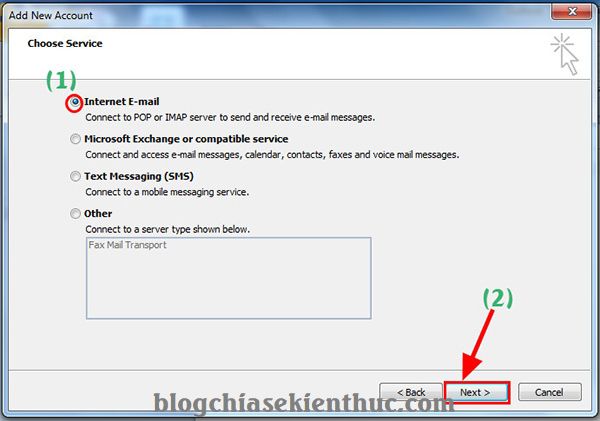 Add New Account
Choose Service
(1)
Internet E-mail
Connect to POP or IMAP server to send and receive e-mail messages.
Microsoft Exchange or compatible service
Connect and access e-mail messages, calendar, contacts, faxes and voice mail messages.
Text Messaging (SMS)
Connect to a mobile messaging service.
Other
Connect to a server type shown below.
Fax Mail Transport
(2)
< Back Next > Cancel
blogchiasekienthuc.com